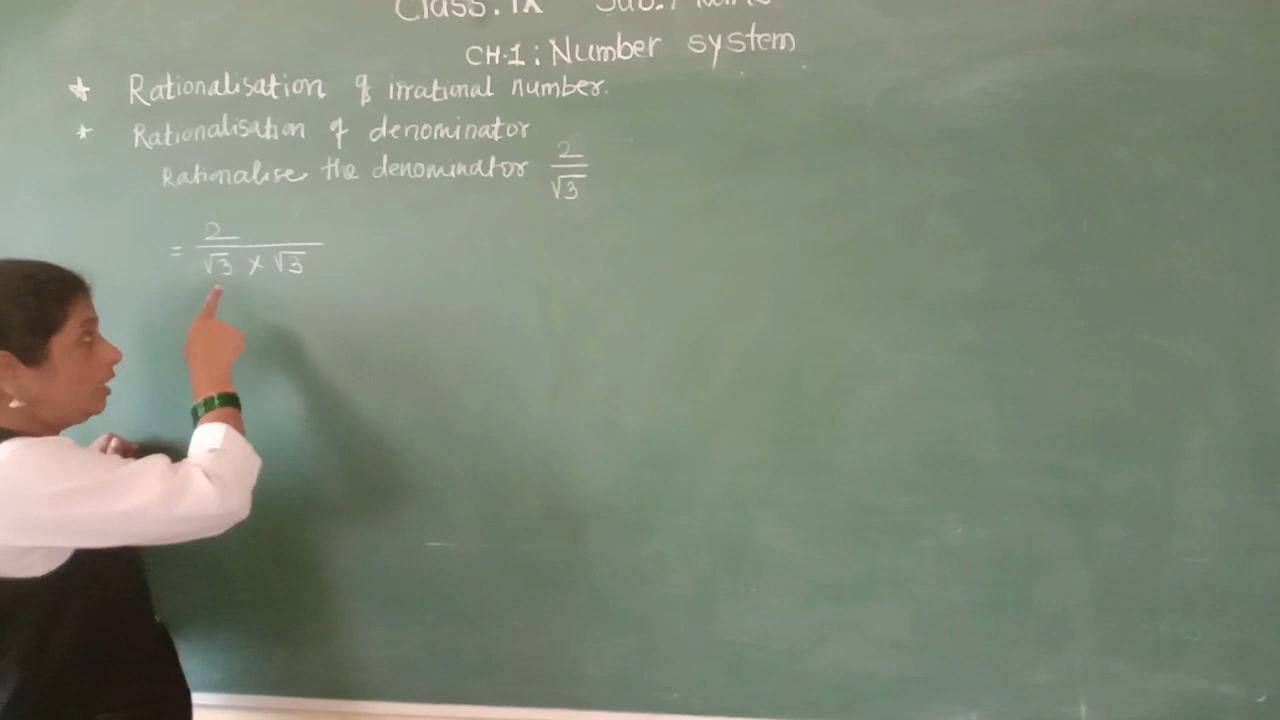 Class. IX Sub. : Maths
CH.1 : Number system
* Rationalisation of irrational number.
* Rationalisation of denominator
Rationalise the denominator 2/√3
= 2/√3 × √3